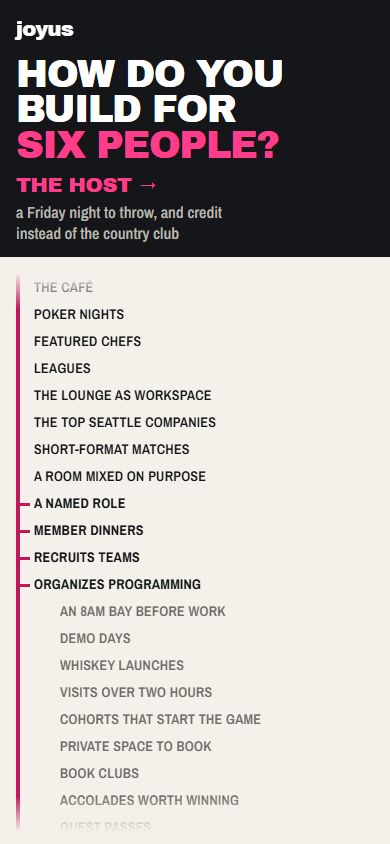 joyus
HOW DO YOU
BUILD FOR
SIX PEOPLE?
THE HOST →
a Friday night to throw, and credit
instead of the country club
THE CAFÉ
POKER NIGHTS
FEATURED CHEFS
LEAGUES
THE LOUNGE AS WORKSPACE
THE TOP SEATTLE COMPANIES
SHORT-FORMAT MATCHES
A ROOM MIXED ON PURPOSE
A NAMED ROLE
MEMBER DINNERS
RECRUITS TEAMS
ORGANIZES PROGRAMMING
AN 8AM BAY BEFORE WORK
DEMO DAYS
WHISKEY LAUNCHES
VISITS OVER TWO HOURS
COHORTS THAT START THE GAME
PRIVATE SPACE TO BOOK
BOOK CLUBS
ACCOLADES WORTH WINNING
GUEST PASSES